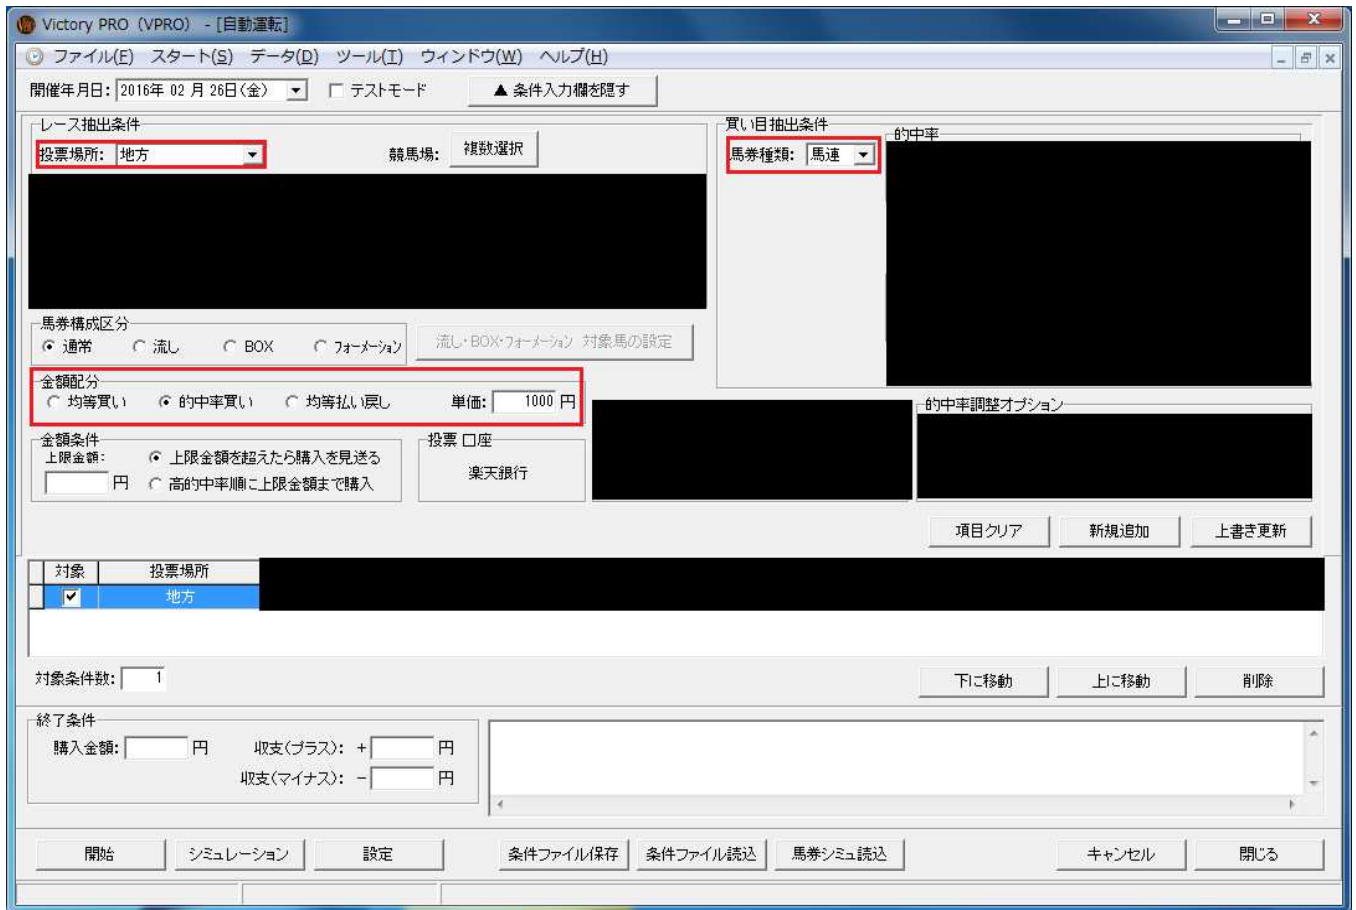 Victory PRO（VPRO） - [自動運転]
ファイル(F) スタート(S) データ(D) ツール(T) ウィンドウ(W) ヘルプ(H)
開催年月日： 2016年 02 月 26日(金) テストモード ▲ 条件入力欄を隠す
レース抽出条件
投票場所： 地方 競馬場： 複数選択
買い目抽出条件
馬券種類： 馬連
的中率
馬券構成区分
通常 流し BOX フォーメーション
流し・BOX・フォーメーション 対象馬の設定
金額配分
均等買い 的中率買い 均等払い戻し 単価： 1000 円
金額条件
上限金額：
円
上限金額を超えたら購入を見送る
高的中率順に上限金額まで購入
投票口座
楽天銀行
的中率調整オプション
項目クリア 新規追加 上書き更新
対象 投票場所
地方
対象条件数： 1
下に移動 上に移動 削除
終了条件
購入金額： 円 収支(プラス)： + 円
収支(マイナス)： - 円
開始 シミュレーション 設定 条件ファイル保存 条件ファイル読込 馬券シミュ読込 キャンセル 閉じる